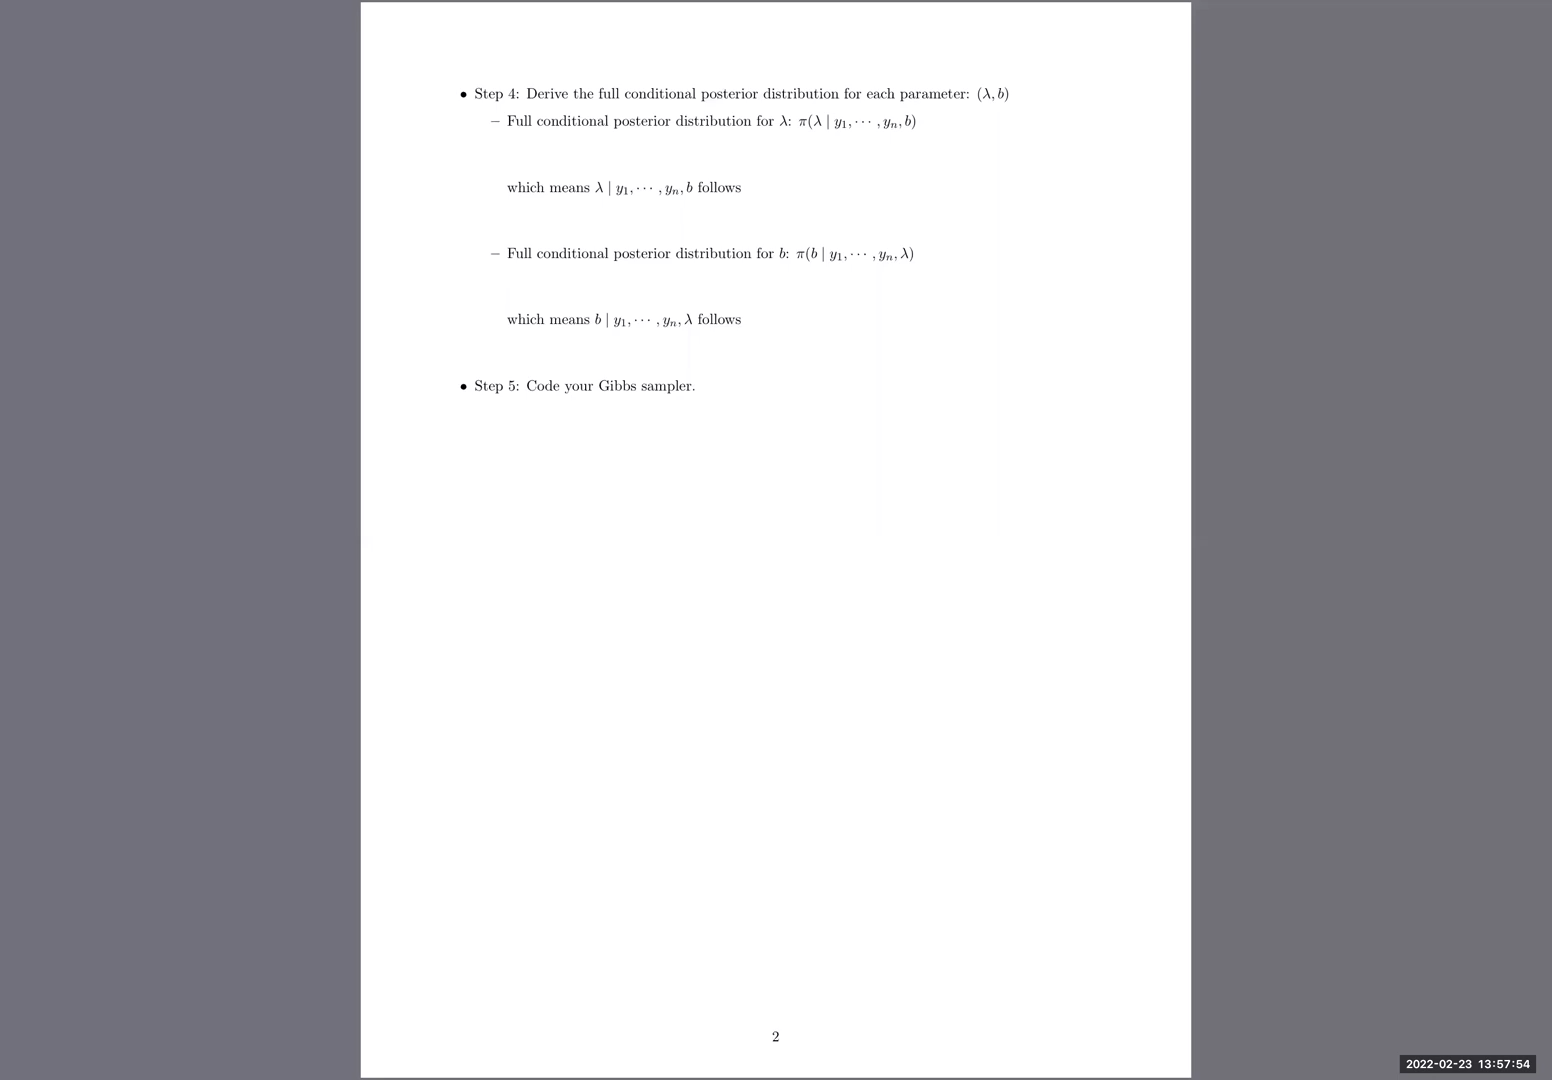 • Step 4: Derive the full conditional posterior distribution for each parameter: (λ, b)
– Full conditional posterior distribution for λ: π(λ | y₁, ⋯ , yₙ, b)
which means λ | y₁, ⋯ , yₙ, b follows
– Full conditional posterior distribution for b: π(b | y₁, ⋯ , yₙ, λ)
which means b | y₁, ⋯ , yₙ, λ follows
• Step 5: Code your Gibbs sampler.
2
2022-02-23 13:57:54